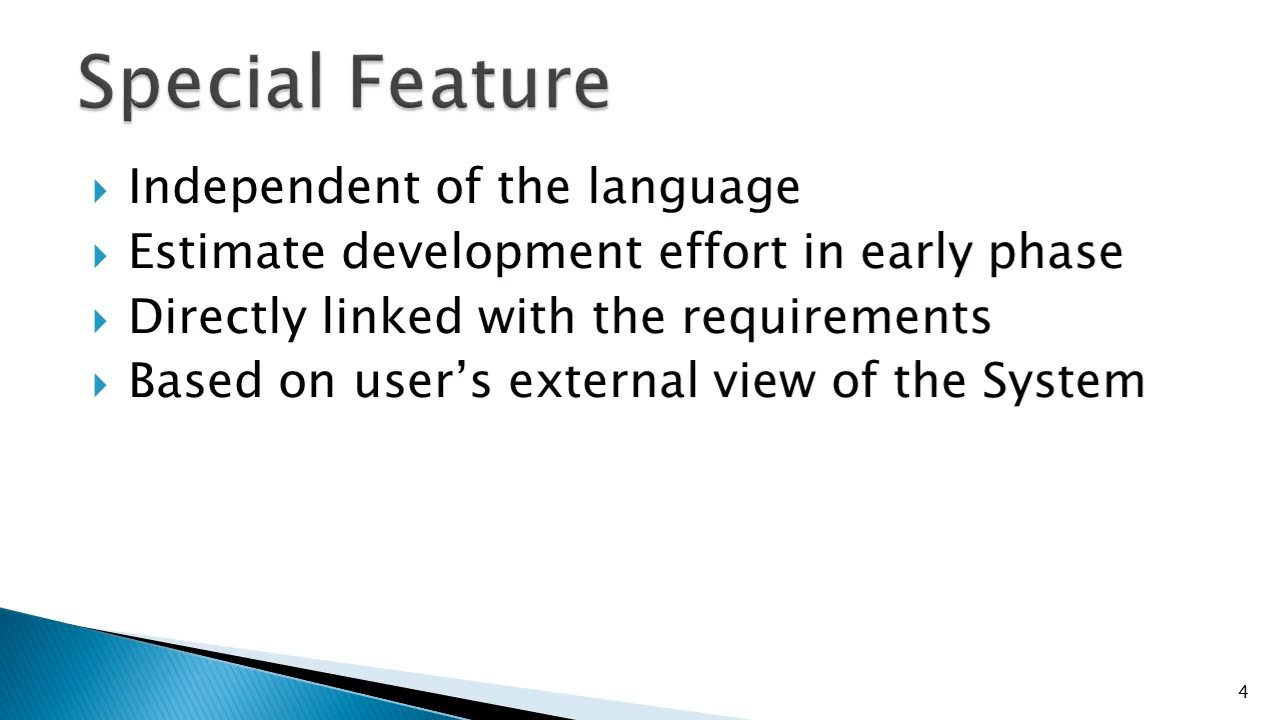 Special Feature
Independent of the language
Estimate development effort in early phase
Directly linked with the requirements
Based on user’s external view of the System
4